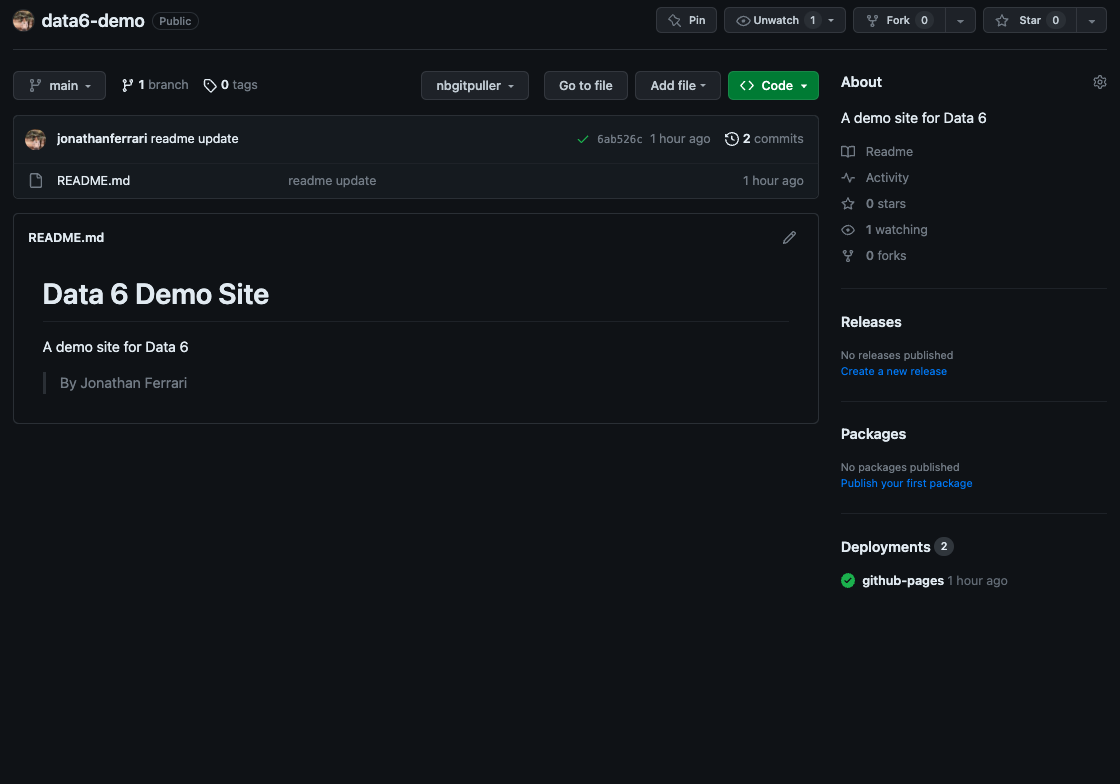 data6-demo Public Pin Unwatch 1 Fork 0 Star 0
main 1 branch 0 tags nbgitpuller Go to file Add file Code
jonathanferrari readme update 6ab526c 1 hour ago 2 commits
README.md readme update 1 hour ago
README.md
Data 6 Demo Site
A demo site for Data 6
By Jonathan Ferrari
About
A demo site for Data 6
Readme
Activity
0 stars
1 watching
0 forks
Releases
No releases published
Create a new release
Packages
No packages published
Publish your first package
Deployments 2
github-pages 1 hour ago